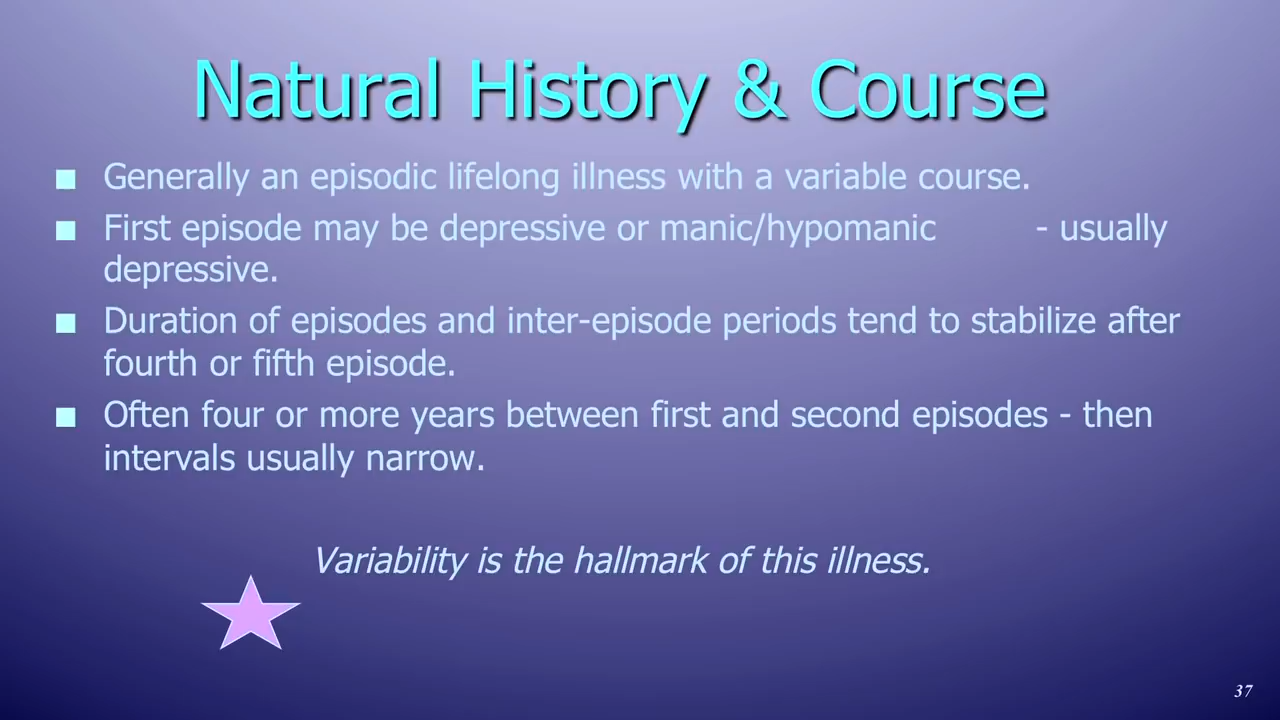 Natural History & Course
■ Generally an episodic lifelong illness with a variable course.
■ First episode may be depressive or manic/hypomanic - usually
depressive.
■ Duration of episodes and inter-episode periods tend to stabilize after
fourth or fifth episode.
■ Often four or more years between first and second episodes - then
intervals usually narrow.
Variability is the hallmark of this illness.
37